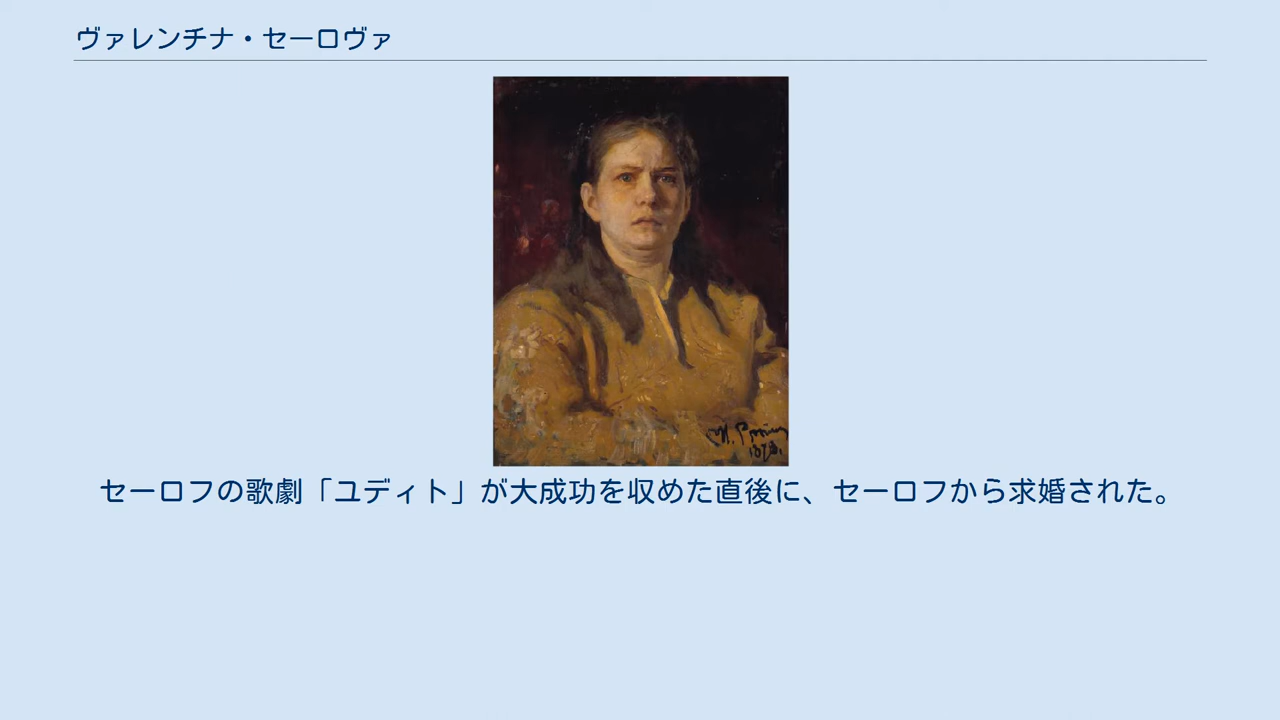 ヴァレンチナ・セーロヴァ
И. Репин
1878.
セーロフの歌劇「ユディト」が大成功を収めた直後に、セーロフから求婚された。